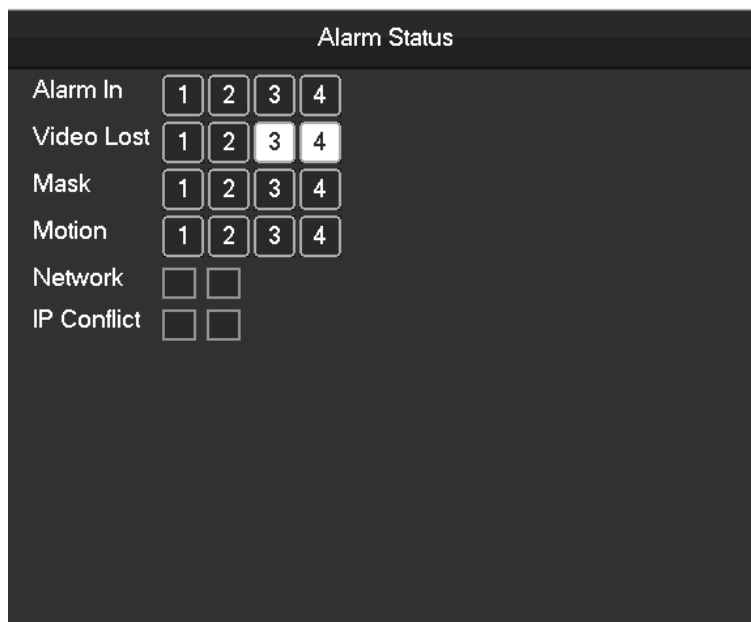 Alarm Status
Alarm In 1 2 3 4
Video Lost 1 2 3 4
Mask 1 2 3 4
Motion 1 2 3 4
Network
IP Conflict